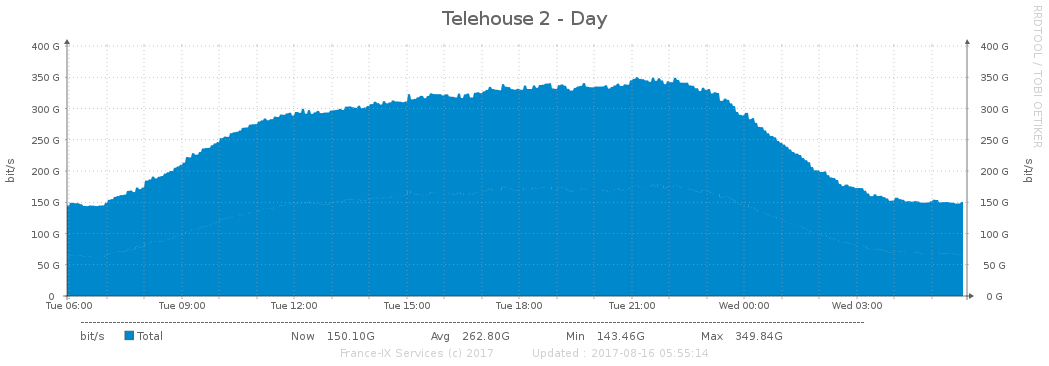 Telehouse 2 - Day
RRDTOOL / TOBI OETIKER
bit/s
400 G 400 G
350 G 350 G
300 G 300 G
250 G 250 G
200 G 200 G
150 G 150 G
100 G 100 G
50 G 50 G
0 0 G
bit/s
Tue 06:00 Tue 09:00 Tue 12:00 Tue 15:00 Tue 18:00 Tue 21:00 Wed 00:00 Wed 03:00
bit/s Total Now 150.10G Avg 262.80G Min 143.46G Max 349.84G
France-IX Services (c) 2017 Updated : 2017-08-16 05:55:14